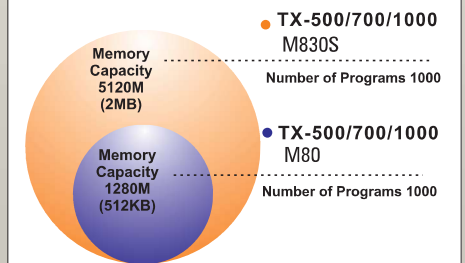 TX-500/700/1000
M830S
Memory
Capacity
5120M
(2MB)
Number of Programs 1000
TX-500/700/1000
M80
Memory
Capacity
1280M
(512KB)
Number of Programs 1000